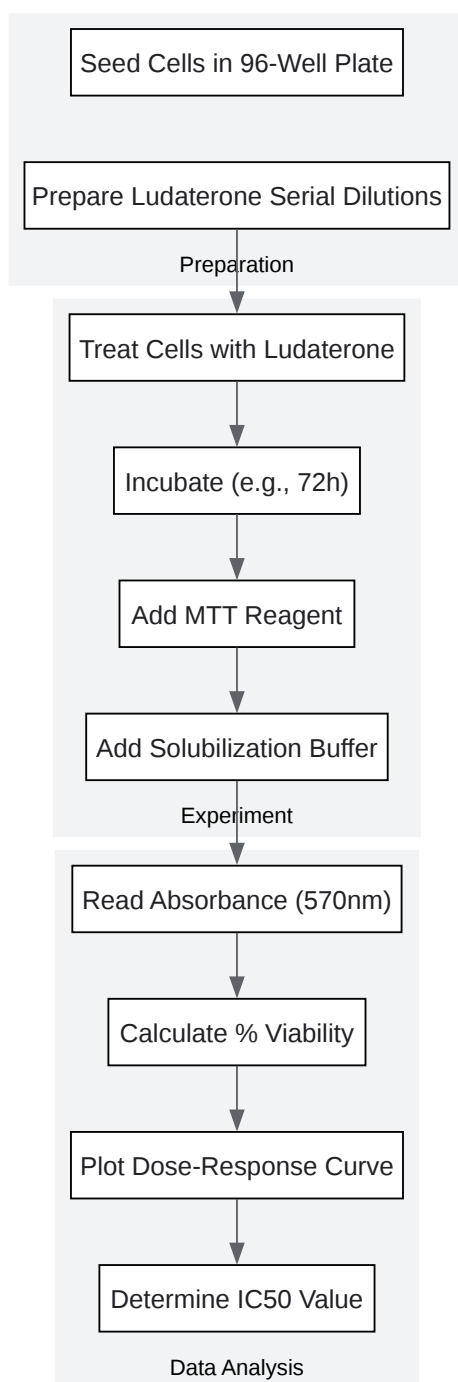 Seed Cells in 96-Well Plate
Prepare Ludaterone Serial Dilutions
Preparation
Treat Cells with Ludaterone
Incubate (e.g., 72h)
Add MTT Reagent
Add Solubilization Buffer
Experiment
Read Absorbance (570nm)
Calculate % Viability
Plot Dose-Response Curve
Determine IC50 Value
Data Analysis